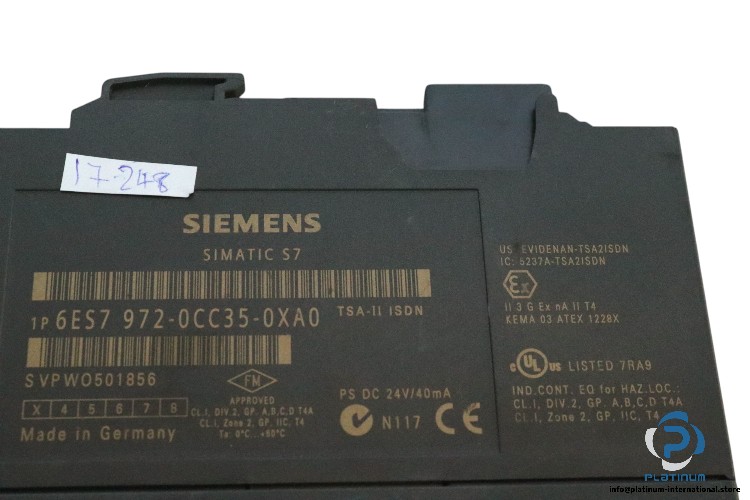 17-248
SIEMENS
SIMATIC S7
TSA-II ISDN
1P 6ES7 972-0CC35-0XA0
SVPW0501856
X 4 5 6 7 8
Made in Germany
FM
APPROVED
CL.I, DIV.2, GP. A,B,C,D T4A
CL.I, Zone 2, GP. IIC, T4
Ta: 0°C .. +60°C
PS DC 24V/40mA
N117 CE
US: EVIDENAN-TSA2ISDN
IC: 5237A-TSA2ISDN
Ex
II 3 G Ex nA II T4
KEMA 03 ATEX 1228X
c UL us LISTED 7RA9
IND.CONT. EQ for HAZ.LOC.:
CL.I, DIV.2, GP. A,B,C,D T4A
CL.I, Zone 2, GP. IIC, T4
PLATINUM
info@platinum-international.store